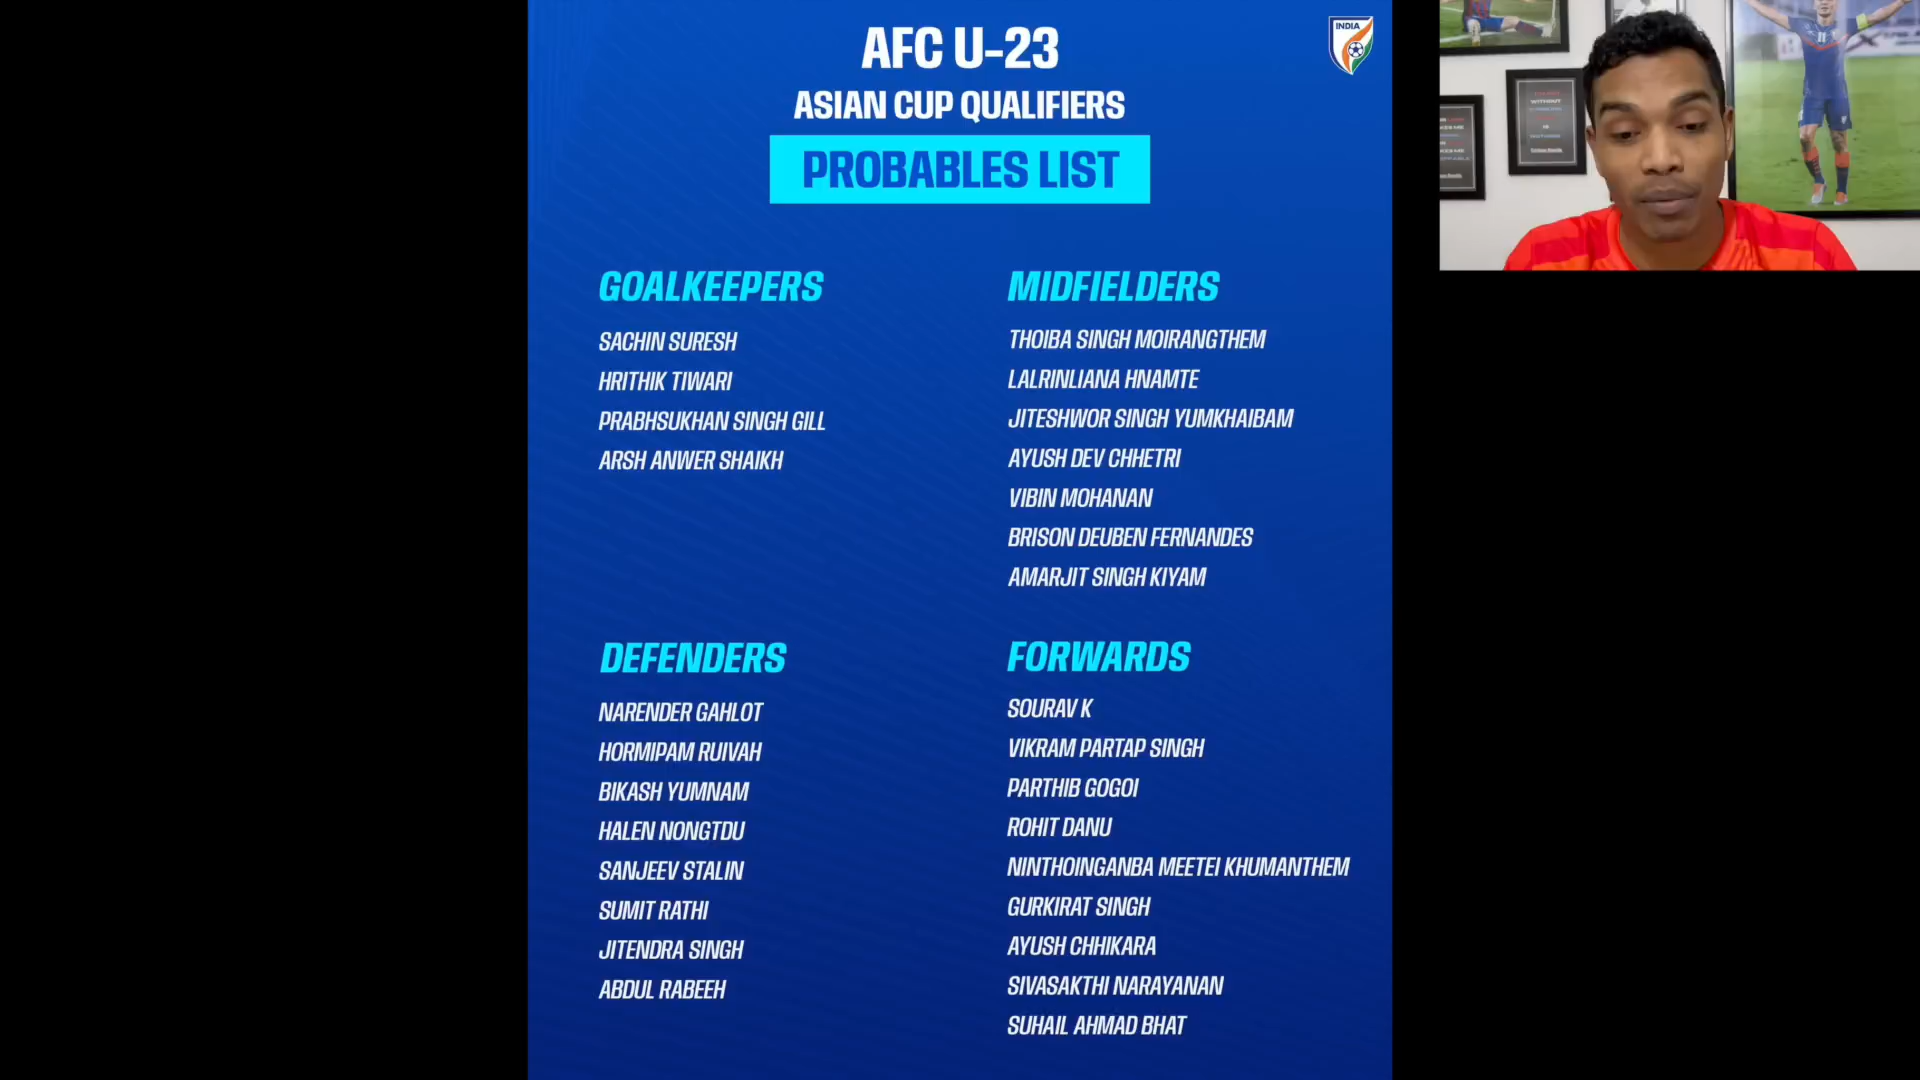 AFC U-23
ASIAN CUP QUALIFIERS
PROBABLES LIST
INDIA
GOALKEEPERS
SACHIN SURESH
HRITHIK TIWARI
PRABHSUKHAN SINGH GILL
ARSH ANWER SHAIKH
MIDFIELDERS
THOIBA SINGH MOIRANGTHEM
LALRINLIANA HNAMTE
JITESHWOR SINGH YUMKHAIBAM
AYUSH DEV CHHETRI
VIBIN MOHANAN
BRISON DEUBEN FERNANDES
AMARJIT SINGH KIYAM
DEFENDERS
NARENDER GAHLOT
HORMIPAM RUIVAH
BIKASH YUMNAM
HALEN NONGTDU
SANJEEV STALIN
SUMIT RATHI
JITENDRA SINGH
ABDUL RABEEH
FORWARDS
SOURAV K
VIKRAM PARTAP SINGH
PARTHIB GOGOI
ROHIT DANU
NINTHOINGANBA MEETEI KHUMANTHEM
GURKIRAT SINGH
AYUSH CHHIKARA
SIVASAKTHI NARAYANAN
SUHAIL AHMAD BHAT
WITHOUT
11